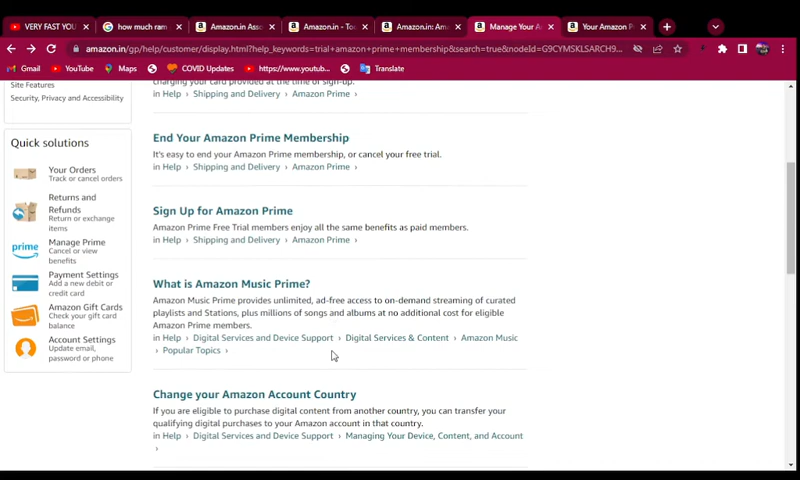 VERY FAST YOU
how much ram
Amazon.in Asso
Amazon.in - Too
Amazon.in: Ama
Manage Your A
Your Amazon P
amazon.in/gp/help/customer/display.html?help_keywords=trial+amazon+prime+membership&search=true&nodeId=G9CYMSKLSARCH9...
Gmail
YouTube
Maps
COVID Updates
https://www.youtub...
Translate
Site Features
Security, Privacy and Accessibility
Quick solutions
Your Orders
Track or cancel orders
Returns and
Refunds
Return or exchange
items
prime
Manage Prime
Cancel or view
benefits
Payment Settings
Add a new debit or
credit card
Amazon Gift Cards
Check your gift card
balance
Account Settings
Update email,
password or phone
charging your card provided at the time of sign-up.
in Help › Shipping and Delivery › Amazon Prime ›
End Your Amazon Prime Membership
It's easy to end your Amazon Prime membership, or cancel your free trial.
in Help › Shipping and Delivery › Amazon Prime ›
Sign Up for Amazon Prime
Amazon Prime Free Trial members enjoy all the same benefits as paid members.
in Help › Shipping and Delivery › Amazon Prime ›
What is Amazon Music Prime?
Amazon Music Prime provides unlimited, ad-free access to on-demand streaming of curated
playlists and Stations, plus millions of songs and albums at no additional cost for eligible
Amazon Prime members.
in Help › Digital Services and Device Support › Digital Services & Content › Amazon Music
› Popular Topics ›
Change your Amazon Account Country
If you are eligible to purchase digital content from another country, you can transfer your
qualifying digital purchases to your Amazon account in that country.
in Help › Digital Services and Device Support › Managing Your Device, Content, and Account
›